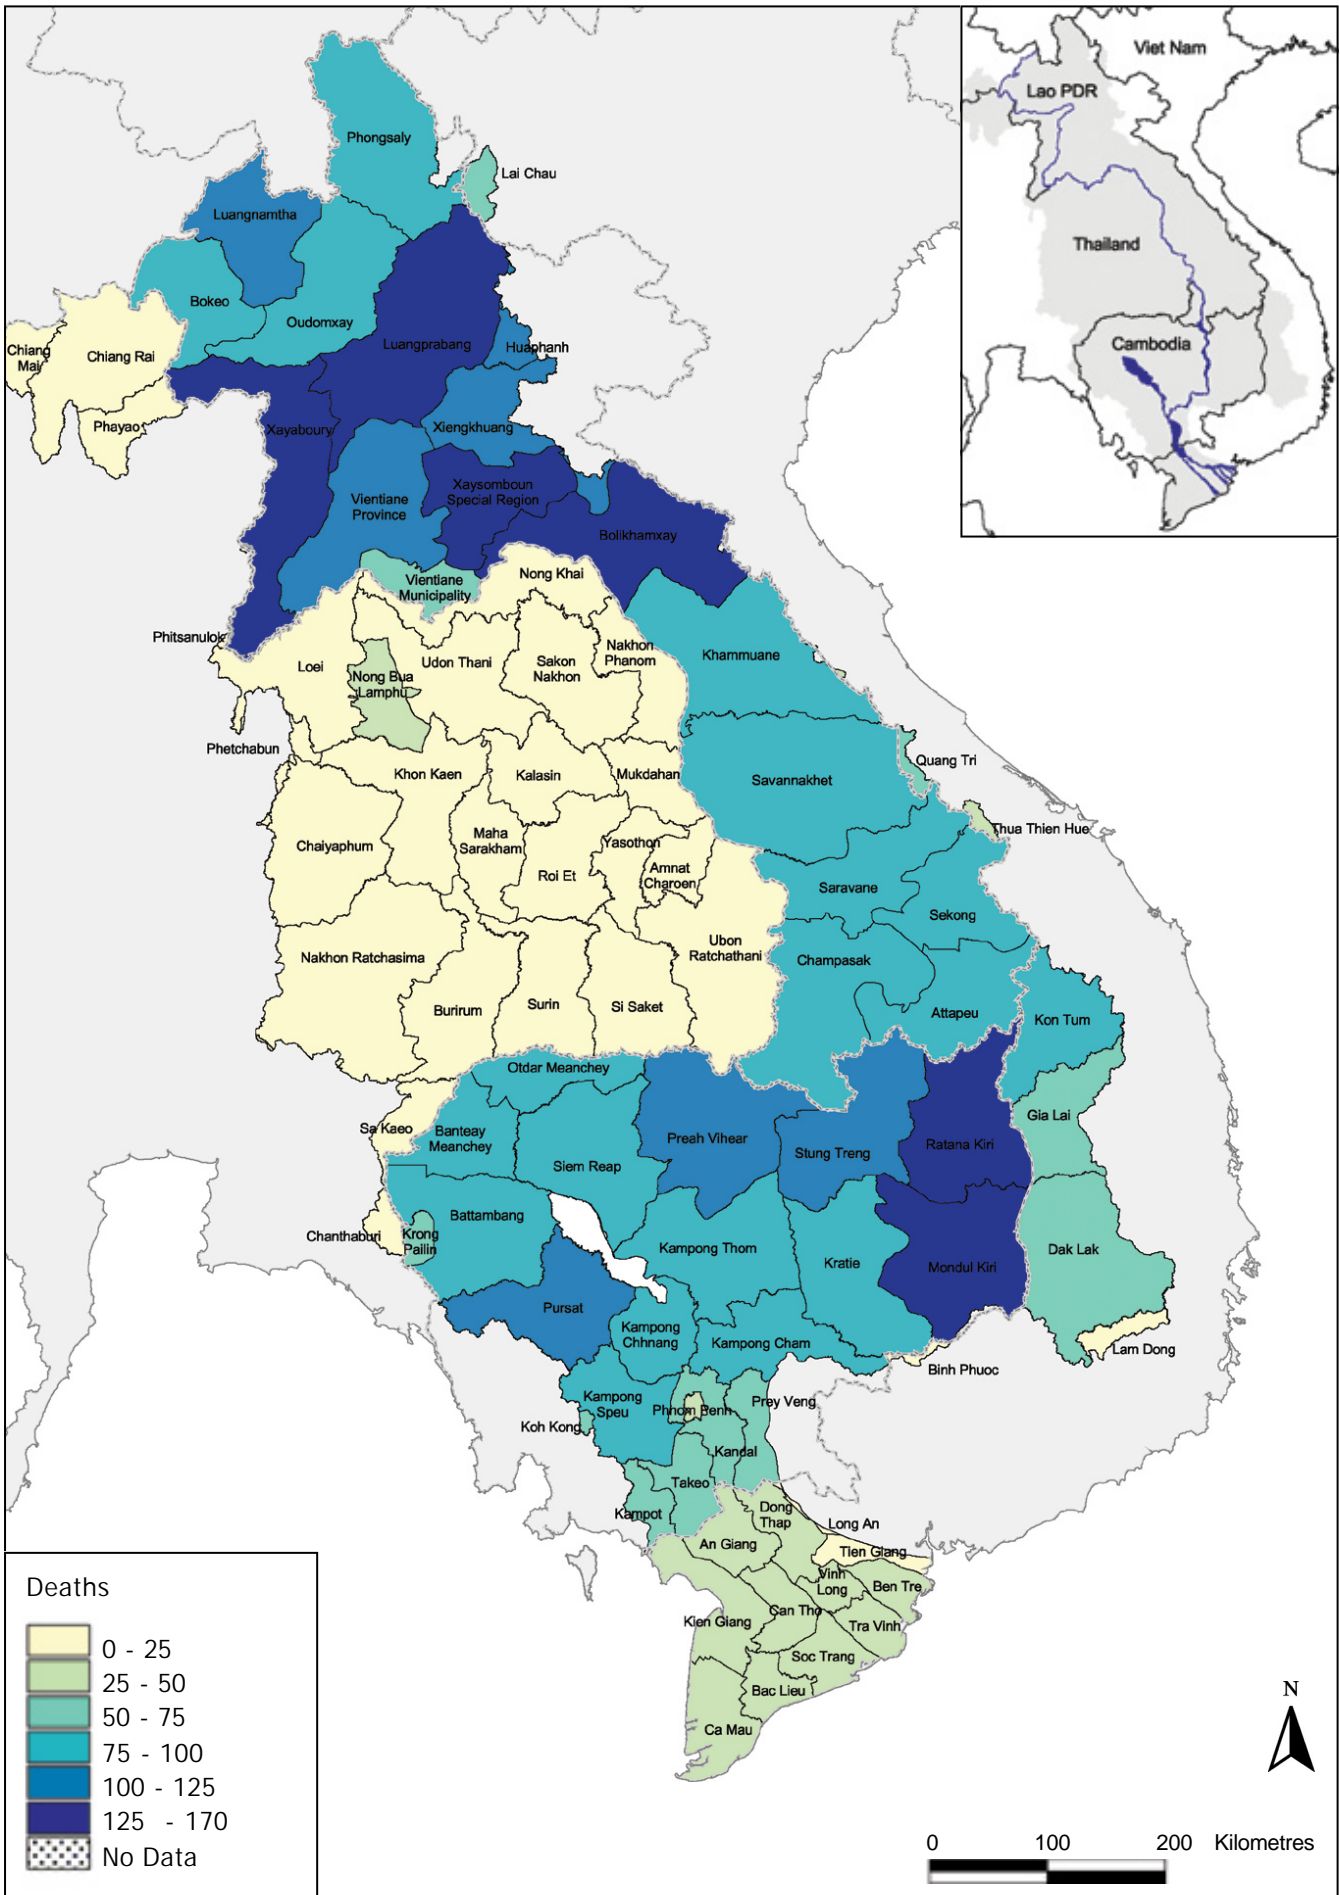 Viet Nam
Lao PDR
Thailand
Cambodia
Phongsaly
Lai Chau
Luangnamtha
Bokeo
Oudomxay
Chiang
Mai
Chiang Rai
Luangprabang
Huaphanh
Phayao
Xayaboury
Xiengkhuang
Vientiane
Province
Xaysomboun
Special Region
Bolikhamxay
Vientiane
Municipality
Nong Khai
Phitsanulok
Loei
Nong Bua
Lamphu
Udon Thani
Sakon
Nakhon
Nakhon
Phanom
Khammuane
Phetchabun
Khon Kaen
Kalasin
Mukdahan
Savannakhet
Quang Tri
Thua Thien Hue
Chaiyaphum
Maha
Sarakham
Roi Et
Yasothon
Amnat
Charoen
Saravane
Sekong
Nakhon Ratchasima
Ubon
Ratchathani
Champasak
Burirum
Surin
Si Saket
Attapeu
Kon Tum
Otdar Meanchey
Sa Kaeo
Banteay
Meanchey
Siem Reap
Preah Vihear
Stung Treng
Ratana Kiri
Gia Lai
Chanthaburi
Krong
Pailin
Battambang
Kampong Thom
Kratie
Mondul Kiri
Dak Lak
Pursat
Kampong
Chhnang
Kampong Cham
Binh Phuoc
Lam Dong
Kampong
Speu
Koh Kong
Phnom Penh
Prey Veng
Kandal
Takeo
Kampot
Dong
Thap
Long An
An Giang
Tien Giang
Vinh
Long
Ben Tre
Kien Giang
Can Tho
Tra Vinh
Soc Trang
Bac Lieu
Ca Mau
Deaths
0 - 25
25 - 50
50 - 75
75 - 100
100 - 125
125 - 170
No Data
N
0 100 200 Kilometres